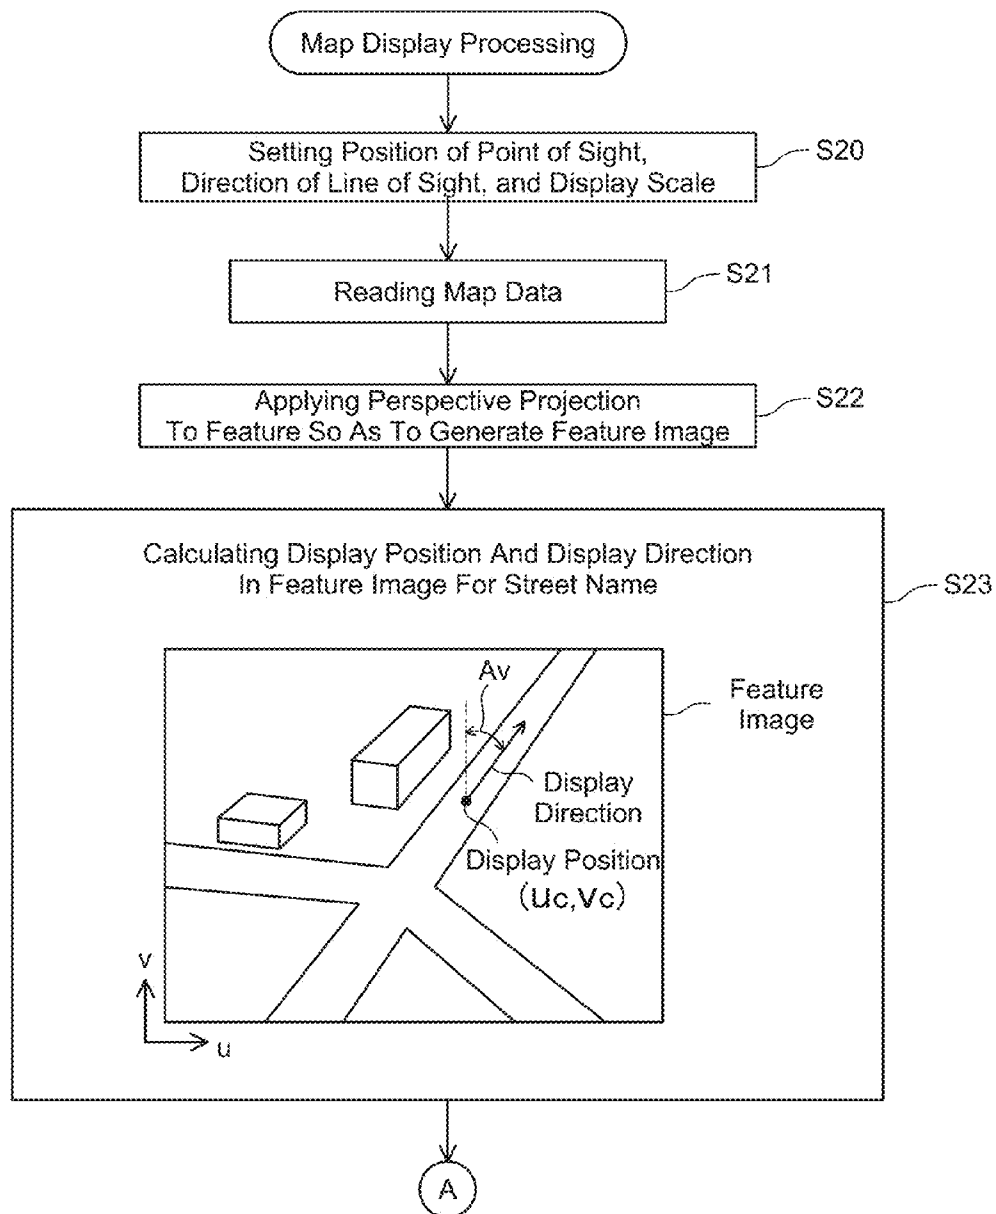 Map Display Processing
Setting Position of Point of Sight,
Direction of Line of Sight, and Display Scale
S20
Reading Map Data
S21
Applying Perspective Projection
To Feature So As To Generate Feature Image
S22
Calculating Display Position And Display Direction
In Feature Image For Street Name
S23
Av
Feature
Image
Display
Direction
Display Position
(uc,vc)
v
u
A